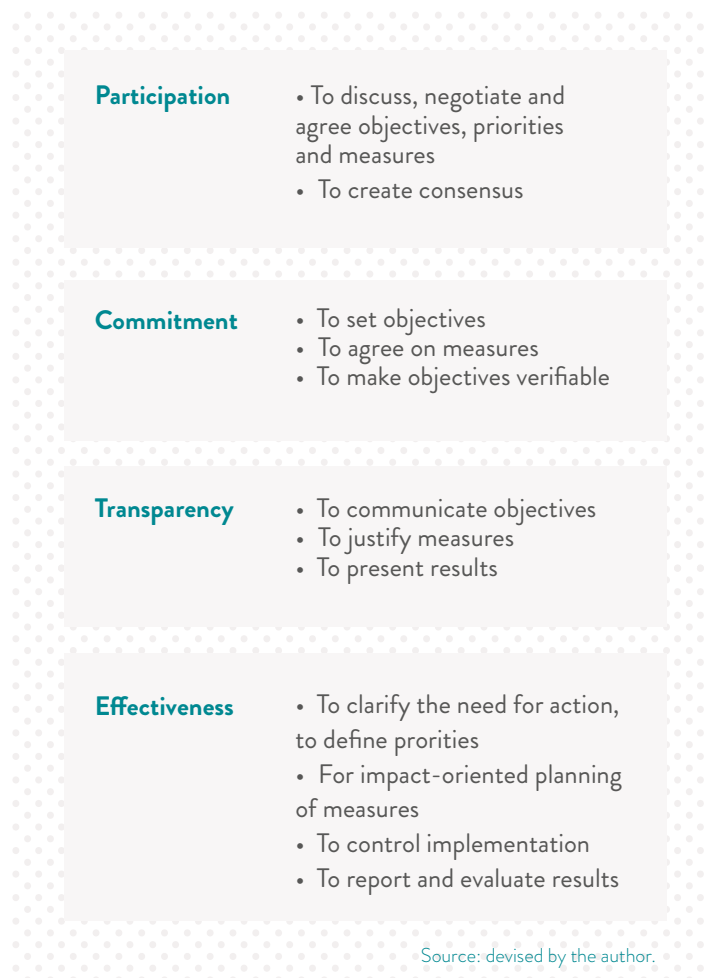 Participation
• To discuss, negotiate and
agree objectives, priorities
and measures
• To create consensus
Commitment
• To set objectives
• To agree on measures
• To make objectives verifiable
Transparency
• To communicate objectives
• To justify measures
• To present results
Effectiveness
• To clarify the need for action,
to define prorities
• For impact-oriented planning
of measures
• To control implementation
• To report and evaluate results
Source: devised by the author.